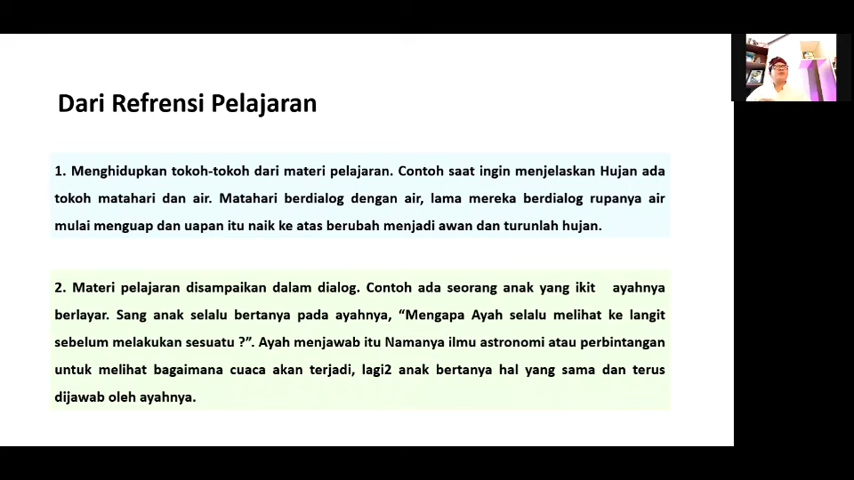 Dari Refrensi Pelajaran
1. Menghidupkan tokoh-tokoh dari materi pelajaran. Contoh saat ingin menjelaskan Hujan ada
tokoh matahari dan air. Matahari berdialog dengan air, lama mereka berdialog rupanya air
mulai menguap dan uapan itu naik ke atas berubah menjadi awan dan turunlah hujan.
2. Materi pelajaran disampaikan dalam dialog. Contoh ada seorang anak yang ikit ayahnya
berlayar. Sang anak selalu bertanya pada ayahnya, “Mengapa Ayah selalu melihat ke langit
sebelum melakukan sesuatu ?”. Ayah menjawab itu Namanya ilmu astronomi atau perbintangan
untuk melihat bagaimana cuaca akan terjadi, lagi2 anak bertanya hal yang sama dan terus
dijawab oleh ayahnya.